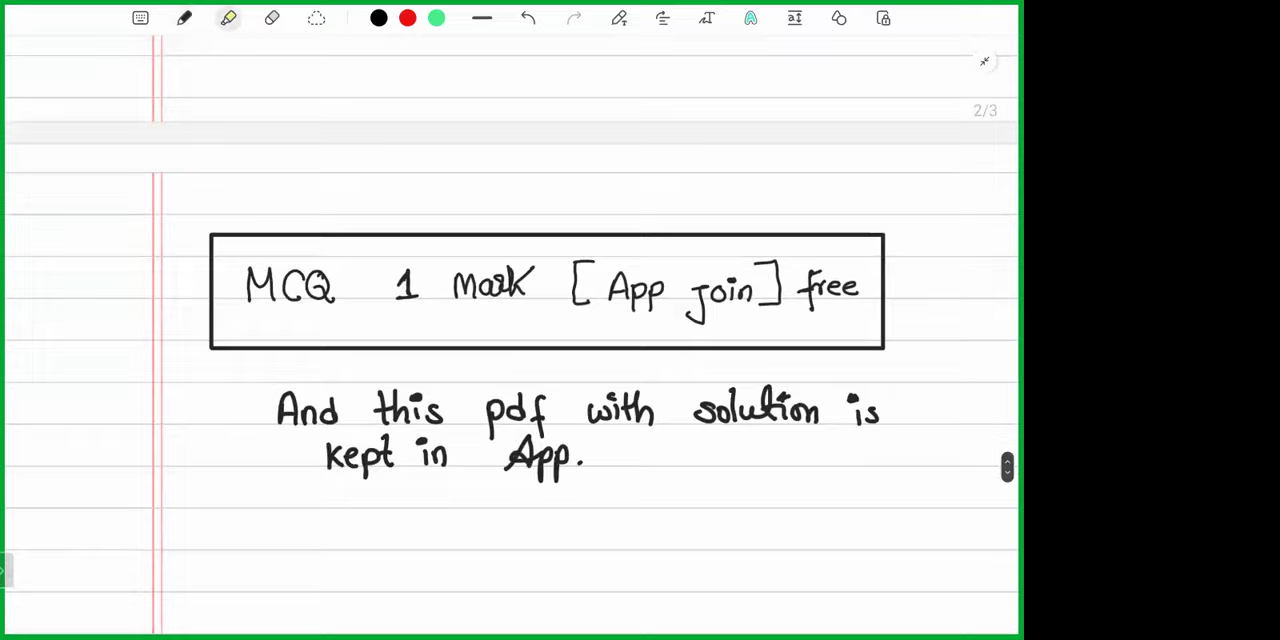 2/3
MCQ 1 Mark [App join] free
And this pdf with solution is
kept in App.